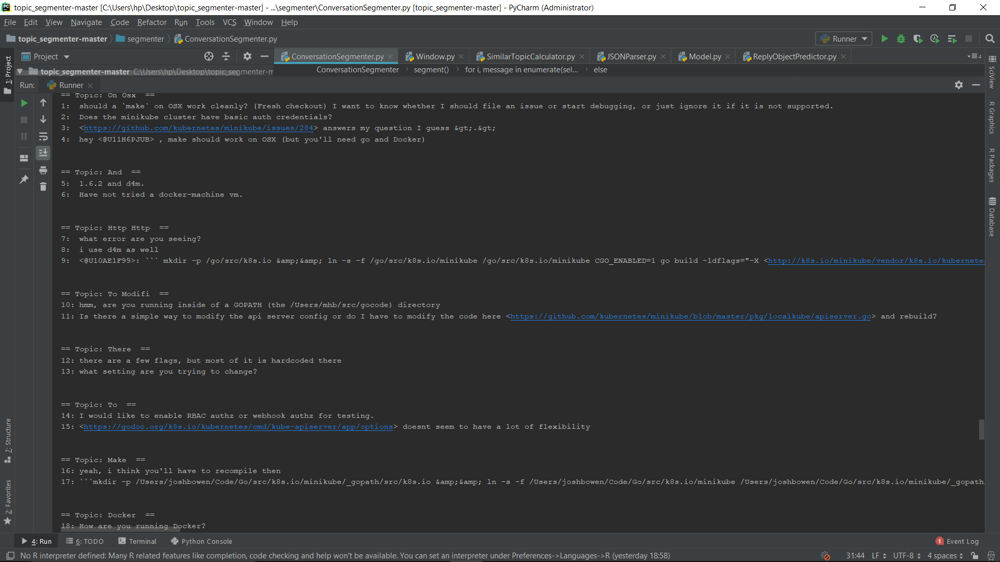 topic_segmenter-master [C:\Users\hp\Desktop\topic_segmenter-master] - ...\segmenter\ConversationSegmenter.py [topic_segmenter-master] - PyCharm (Administrator)
File Edit View Navigate Code Refactor Run Tools VCS Window Help
topic_segmenter-master segmenter ConversationSegmenter.py Runner
1: Project
Project ConversationSegmenter.py Window.py SimilarTopicCalculator.py JSONParser.py Model.py ReplyObjectPredictor.py 4
topic_segmenter-master C:\Users\hp\Desktop\topic_segmenter-m ConversationSegmenter segment() for i, message in enumerate(sel... else
Run: Runner
== Topic: On Osx ==
1: should a `make` on OSX work cleanly? (Fresh checkout) I want to know whether I should file an issue or start debugging, or just ignore it if it is not supported.
2: Does the minikube cluster have basic auth credentials?
3: <https://github.com/kubernetes/minikube/issues/284> answers my question I guess &gt;.&gt;
4: hey <@U11H6PJUB> , make should work on OSX (but you'll need go and Docker)
== Topic: And ==
5: 1.6.2 and d4m.
6: Have not tried a docker-machine vm.
== Topic: Http Http ==
7: what error are you seeing?
8: i use d4m as well
9: <@U10AE1F99>: ``` mkdir -p /go/src/k8s.io &amp;&amp; ln -s -f /go/src/k8s.io/minikube /go/src/k8s.io/minikube CGO_ENABLED=1 go build -ldflags="-X <http://k8s.io/minikube/vendor/k8s.io/kubernetes
== Topic: To Modifi ==
10: hmm, are you running inside of a GOPATH (the /Users/mhb/src/gocode) directory
11: Is there a simple way to modify the api server config or do I have to modify the code here <https://github.com/kubernetes/minikube/blob/master/pkg/localkube/apiserver.go> and rebuild?
== Topic: There ==
12: there are a few flags, but most of it is hardcoded there
13: what setting are you trying to change?
== Topic: To ==
14: I would like to enable RBAC authz or webhook authz for testing.
15: <https://godoc.org/k8s.io/kubernetes/cmd/kube-apiserver/app/options> doesnt seem to have a lot of flexibility
== Topic: Make ==
16: yeah, i think you'll have to recompile then
17: ```mkdir -p /Users/joshbowen/Code/Go/src/k8s.io/minikube/_gopath/src/k8s.io &amp;&amp; ln -s -f /Users/joshbowen/Code/Go/src/k8s.io/minikube /Users/joshbowen/Code/Go/src/k8s.io/minikube/_gopath
== Topic: Docker ==
18: How are you running Docker?
SciView
R Graphics
R Packages
Database
7: Structure
2: Favorites
4: Run 6: TODO Terminal Python Console 1 Event Log
No R interpreter defined: Many R related features like completion, code checking and help won't be available. You can set an interpreter under Preferences->Languages->R (yesterday 18:58) 31:44 LF UTF-8 4 spaces